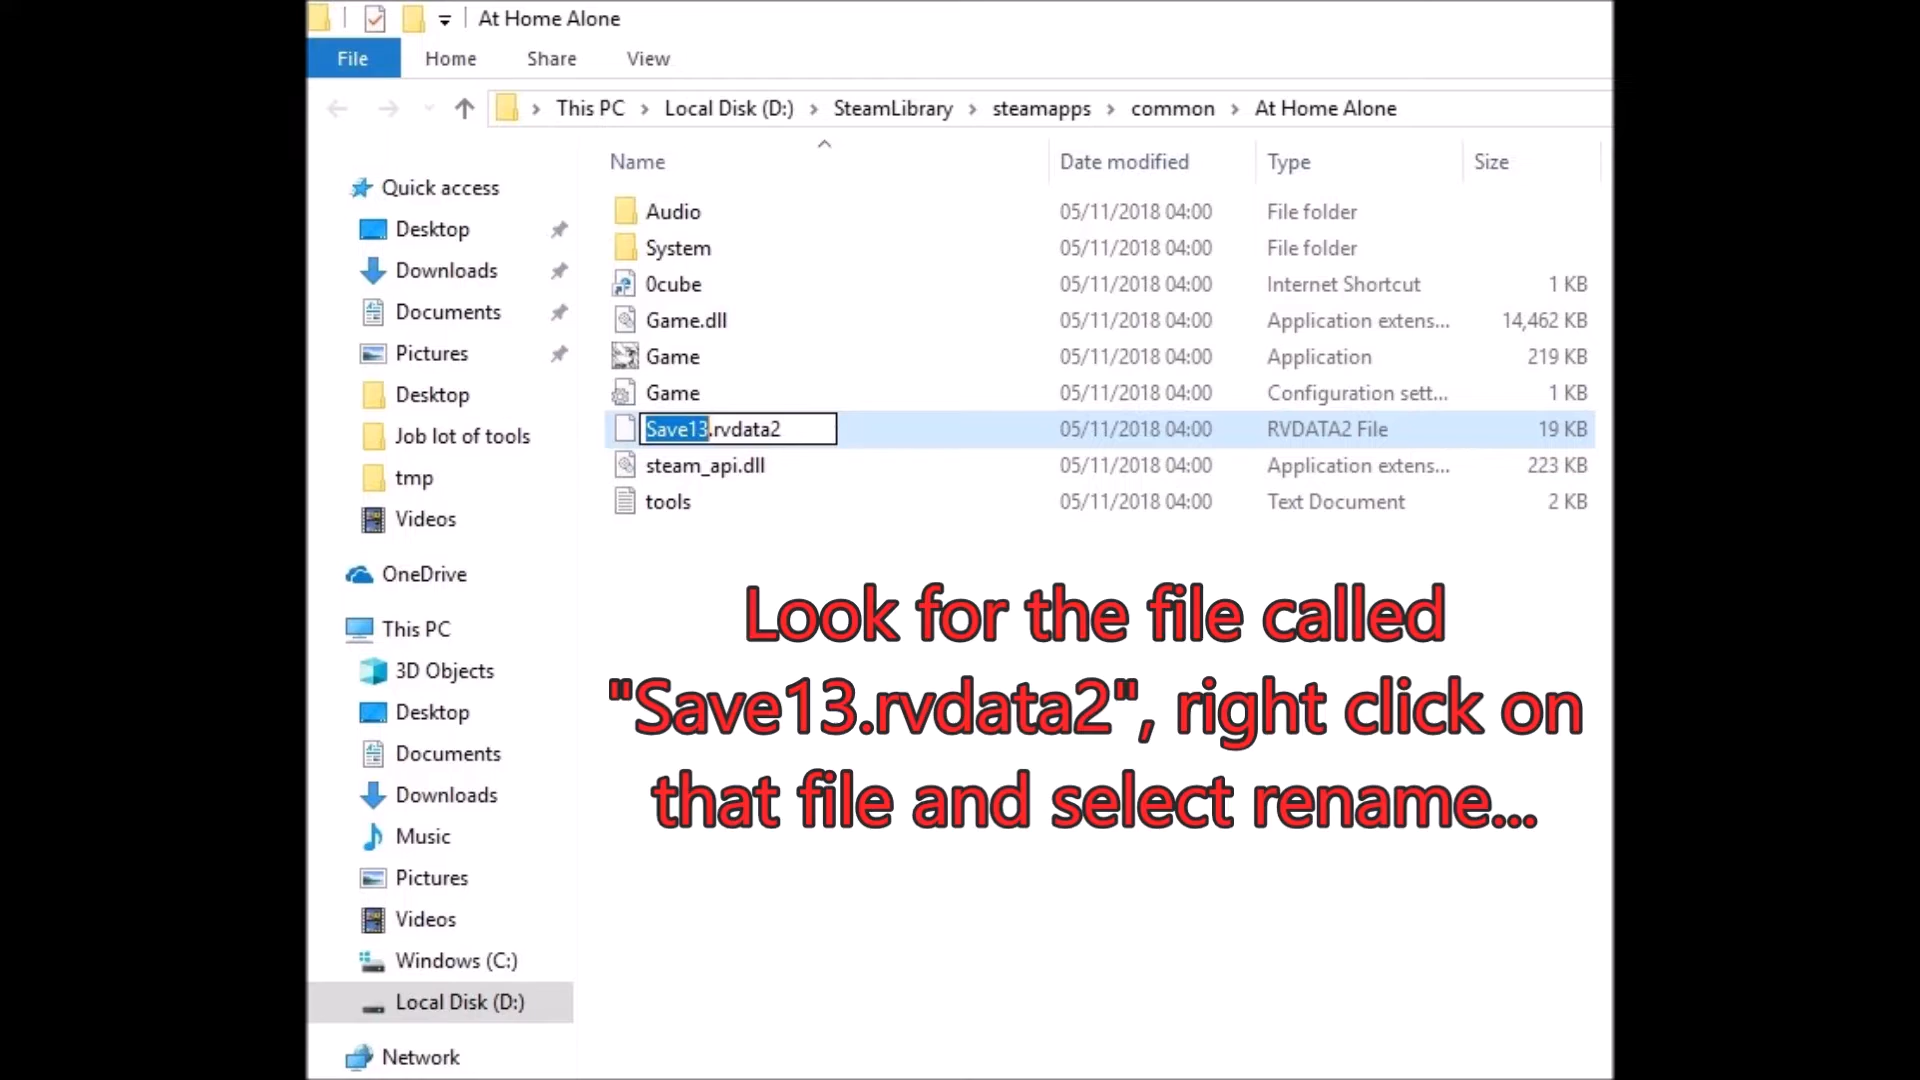 At Home Alone
File Home Share View
This PC Local Disk (D:) SteamLibrary steamapps common At Home Alone
Name Date modified Type Size
Quick access
Desktop
Downloads
Documents
Pictures
Desktop
Job lot of tools
tmp
Videos
OneDrive
This PC
3D Objects
Desktop
Documents
Downloads
Music
Pictures
Videos
Windows (C:)
Local Disk (D:)
Network
Audio 05/11/2018 04:00 File folder
System 05/11/2018 04:00 File folder
0cube 05/11/2018 04:00 Internet Shortcut 1 KB
Game.dll 05/11/2018 04:00 Application extens... 14,462 KB
Game 05/11/2018 04:00 Application 219 KB
Game 05/11/2018 04:00 Configuration sett... 1 KB
Save13.rvdata2 05/11/2018 04:00 RVDATA2 File 19 KB
steam_api.dll 05/11/2018 04:00 Application extens... 223 KB
tools 05/11/2018 04:00 Text Document 2 KB
Look for the file called
"Save13.rvdata2", right click on
that file and select rename...